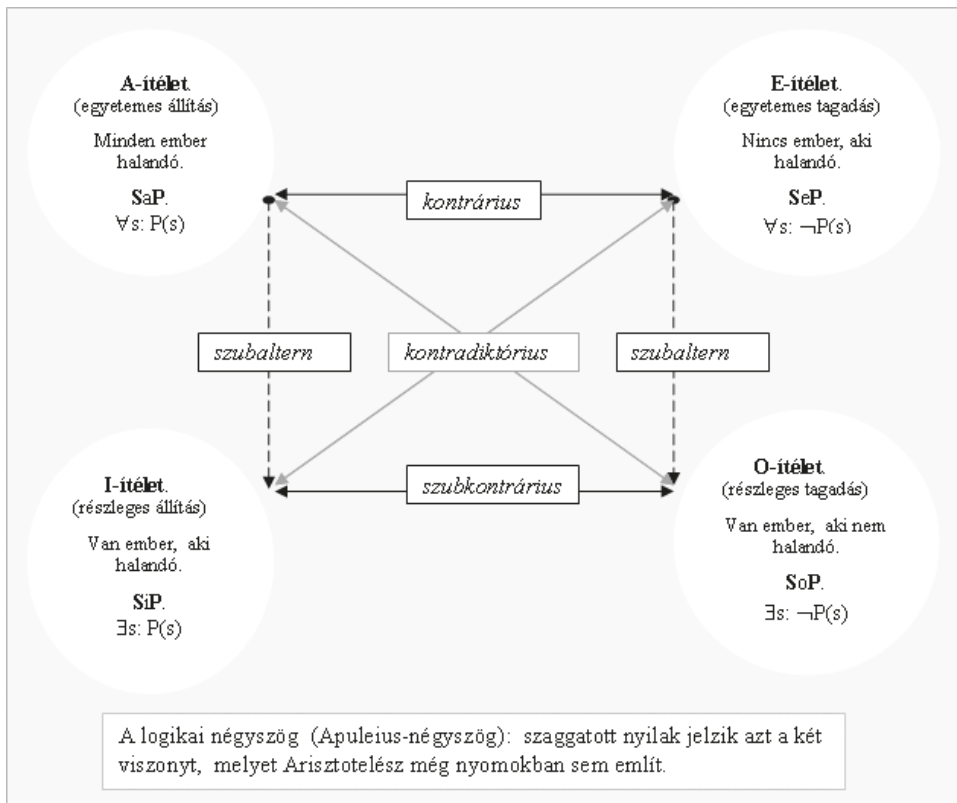 A-ítélet.
(egyetemes állítás)
Minden ember
halandó.
SaP.
∀s: P(s)
E-ítélet.
(egyetemes tagadás)
Nincs ember, aki
halandó.
SeP.
∀s: ¬P(s)
kontrárius
szubaltern
kontradiktórius
szubaltern
I-ítélet.
(részleges állítás)
Van ember, aki
halandó.
SiP.
∃s: P(s)
szubkontrárius
O-ítélet.
(részleges tagadás)
Van ember, aki nem
halandó.
SoP.
∃s: ¬P(s)
A logikai négyszög (Apuleius-négyszög): szaggatott nyilak jelzik azt a két
viszonyt, melyet Arisztotelész még nyomokban sem említ.